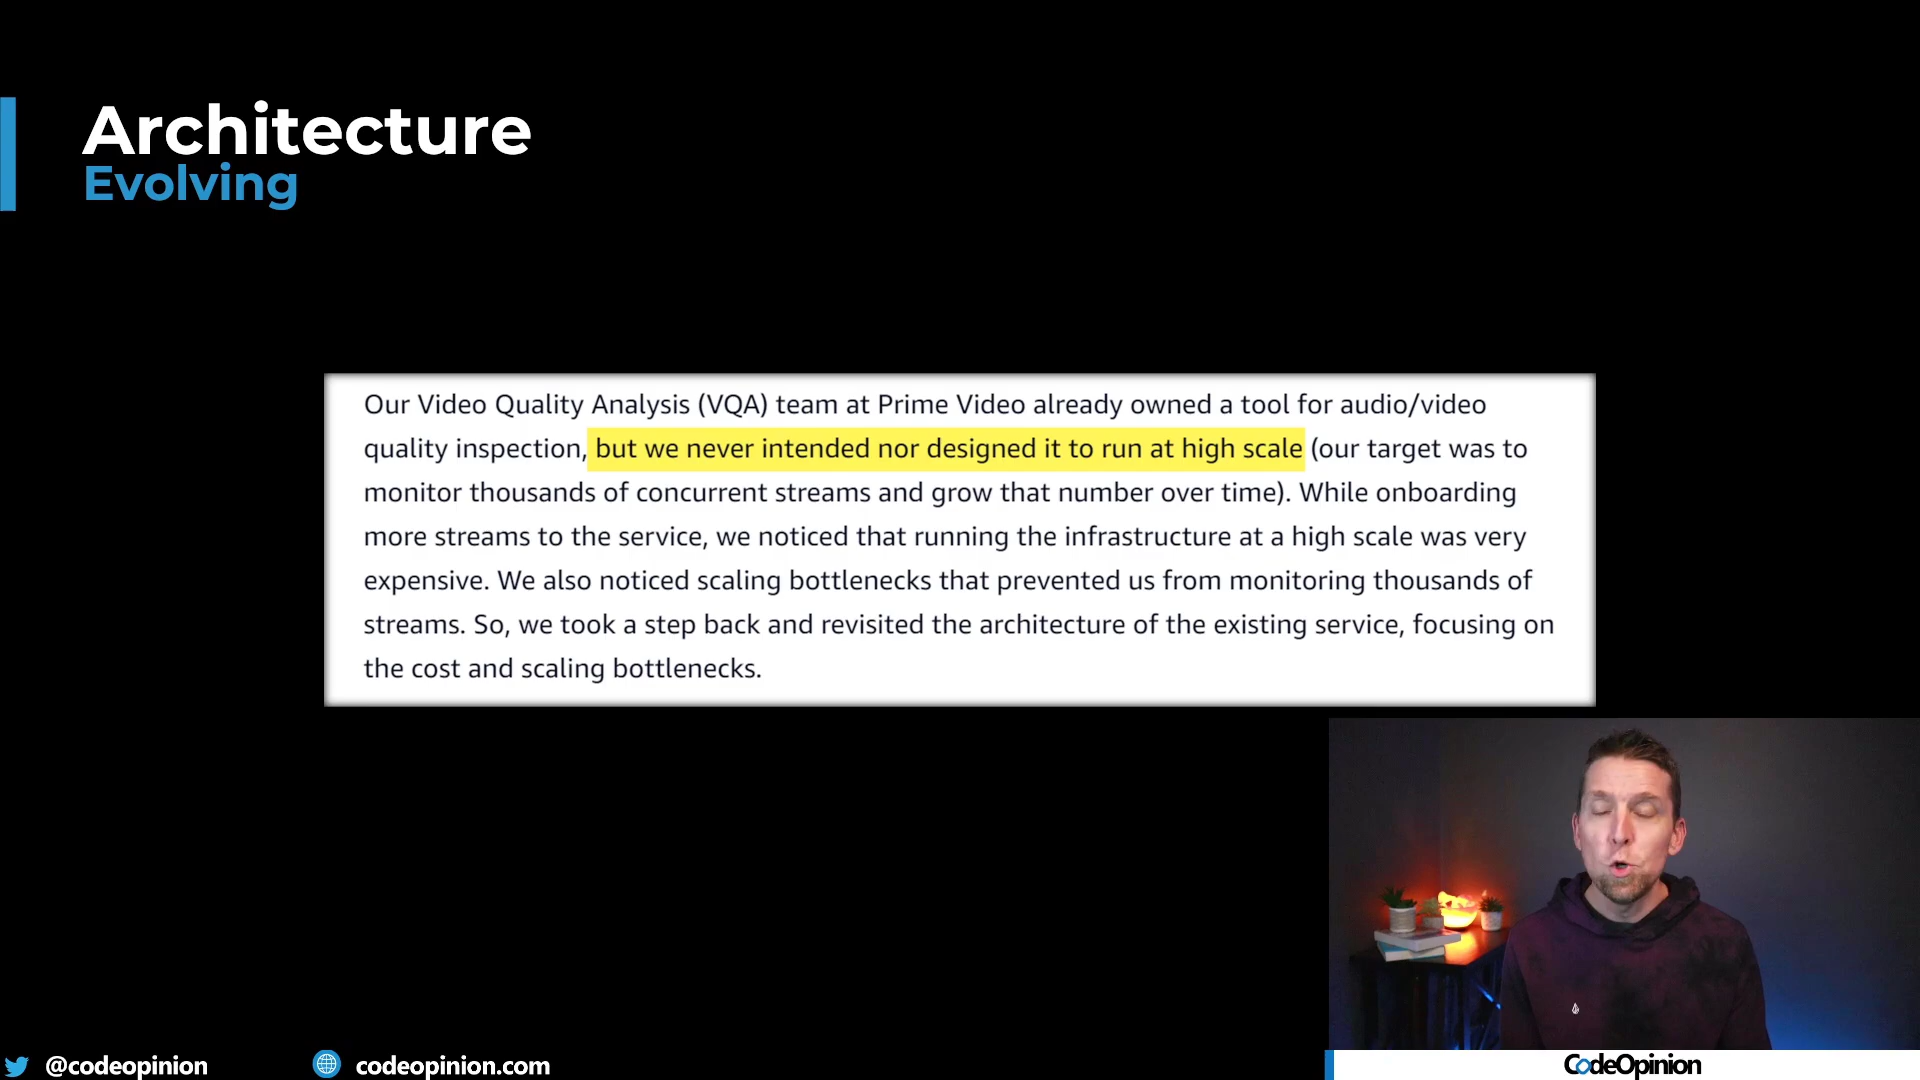 Architecture
Evolving
Our Video Quality Analysis (VQA) team at Prime Video already owned a tool for audio/video
quality inspection, but we never intended nor designed it to run at high scale (our target was to
monitor thousands of concurrent streams and grow that number over time). While onboarding
more streams to the service, we noticed that running the infrastructure at a high scale was very
expensive. We also noticed scaling bottlenecks that prevented us from monitoring thousands of
streams. So, we took a step back and revisited the architecture of the existing service, focusing on
the cost and scaling bottlenecks.
@codeopinion
codeopinion.com
CodeOpinion